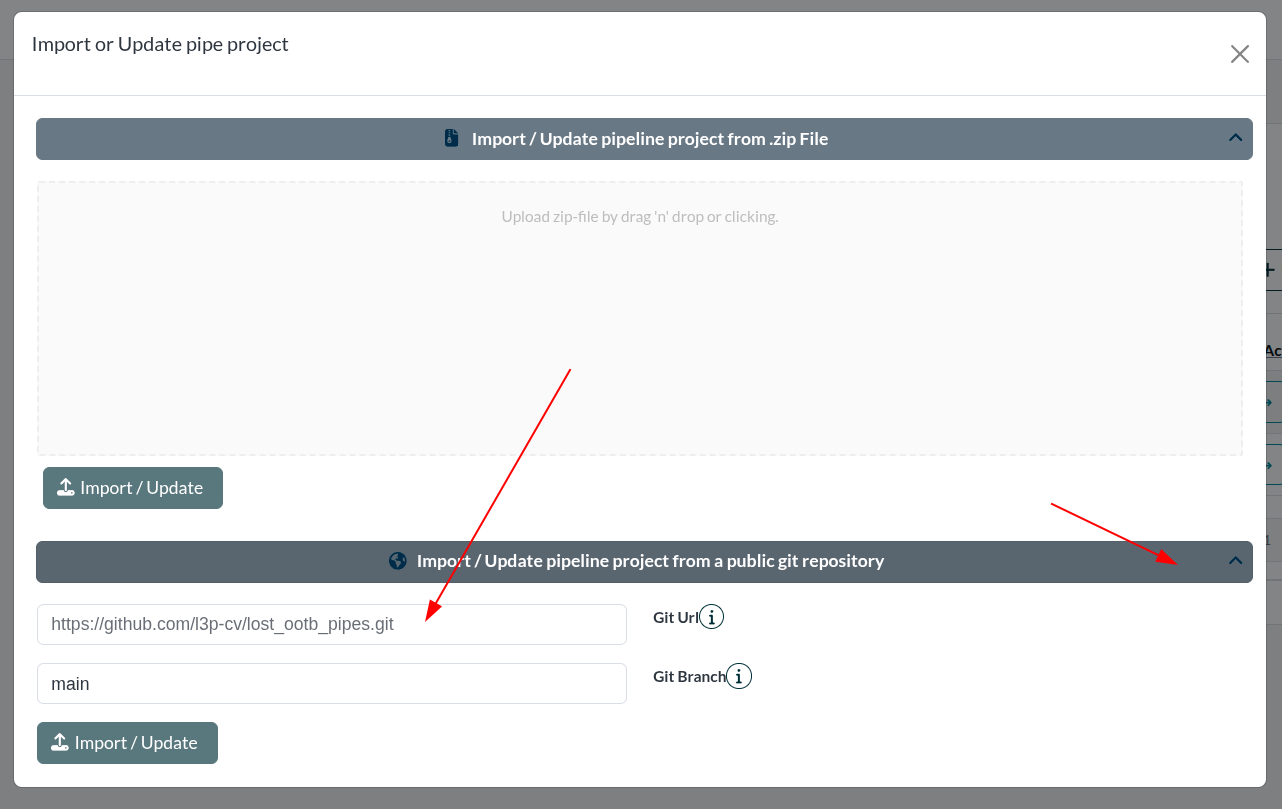 Import or Update pipe project
Import / Update pipeline project from .zip File
Upload zip-file by drag 'n' drop or clicking.
Import / Update
Import / Update pipeline project from a public git repository
https://github.com/l3p-cv/lost_ootb_pipes.git
Git Url
main
Git Branch
Import / Update
Ac
1